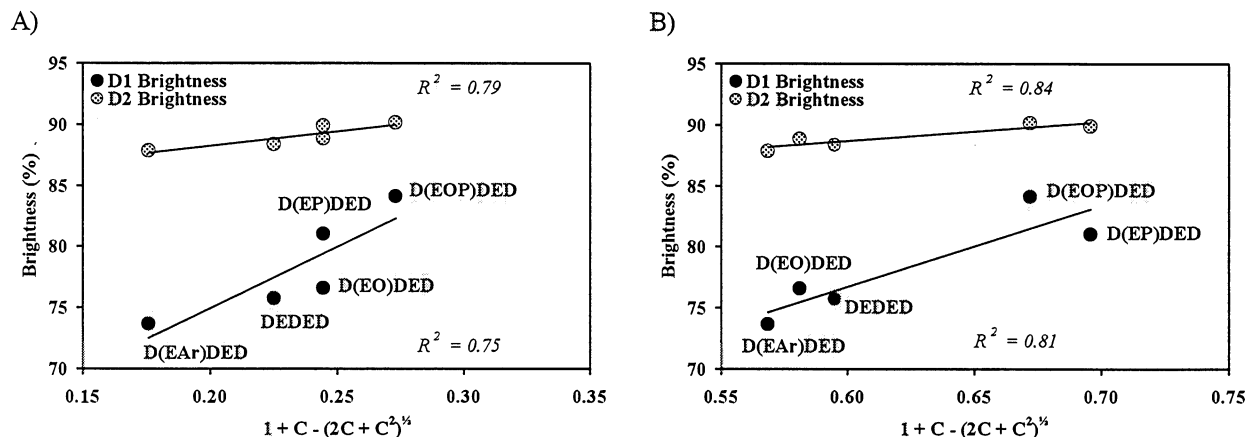 A)
95
90
85
80
75
70
Brightness (%)
D1 Brightness
D2 Brightness
R² = 0.79
D(EP)DED
D(EOP)DED
D(EO)DED
DEDED
D(EAr)DED
R² = 0.75
0.15
0.20
0.25
0.30
0.35
1 + C - (2C + C²)^½
B)
95
90
85
80
75
70
Brightness (%)
D1 Brightness
D2 Brightness
R² = 0.84
D(EOP)DED
D(EP)DED
D(EO)DED
DEDED
D(EAr)DED
R² = 0.81
0.55
0.60
0.65
0.70
0.75
1 + C - (2C + C²)^½